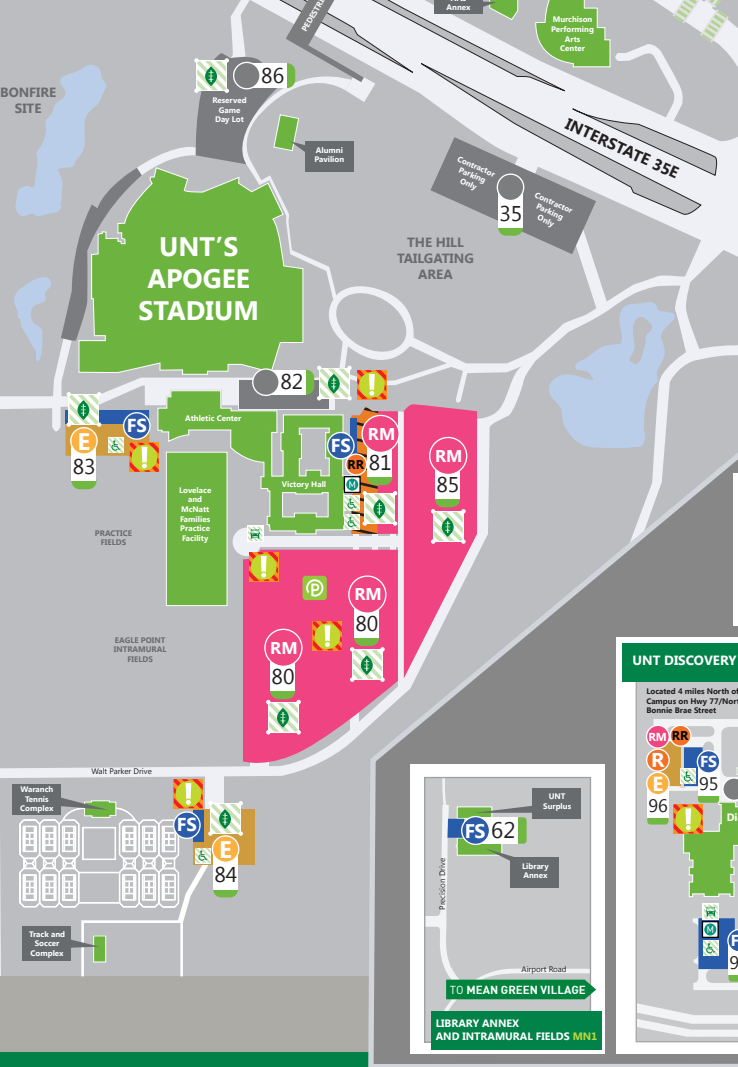 Annex
PEDESTRI
Murchison
Performing
Arts
Center
86
Reserved
Game
Day Lot
BONFIRE
SITE
Alumni
Pavilion
INTERSTATE 35E
Contractor
Parking
Only
35
Contractor
Parking
Only
UNT'S
APOGEE
STADIUM
THE HILL
TAILGATING
AREA
82
!
E
83
FS
!
Athletic Center
Victory Hall
FS
RR
M
RM
81
RM
85
Lovelace
and
McNatt
Families
Practice
Facility
PRACTICE
FIELDS
!
P
RM
80
!
RM
80
EAGLE POINT
INTRAMURAL
FIELDS
Walt Parker Drive
Waranch
Tennis
Complex
!
FS
E
84
Track and
Soccer
Complex
UNT
Surplus
FS 62
Library
Annex
Precision Drive
Airport Road
TO MEAN GREEN VILLAGE
LIBRARY ANNEX
AND INTRAMURAL FIELDS MN1
UNT DISCOVERY
Located 4 miles North of
Campus on Hwy 77/Nort
Bonnie Brae Street
RM
RR
R
E
96
FS
95
!
Di
M
F
9